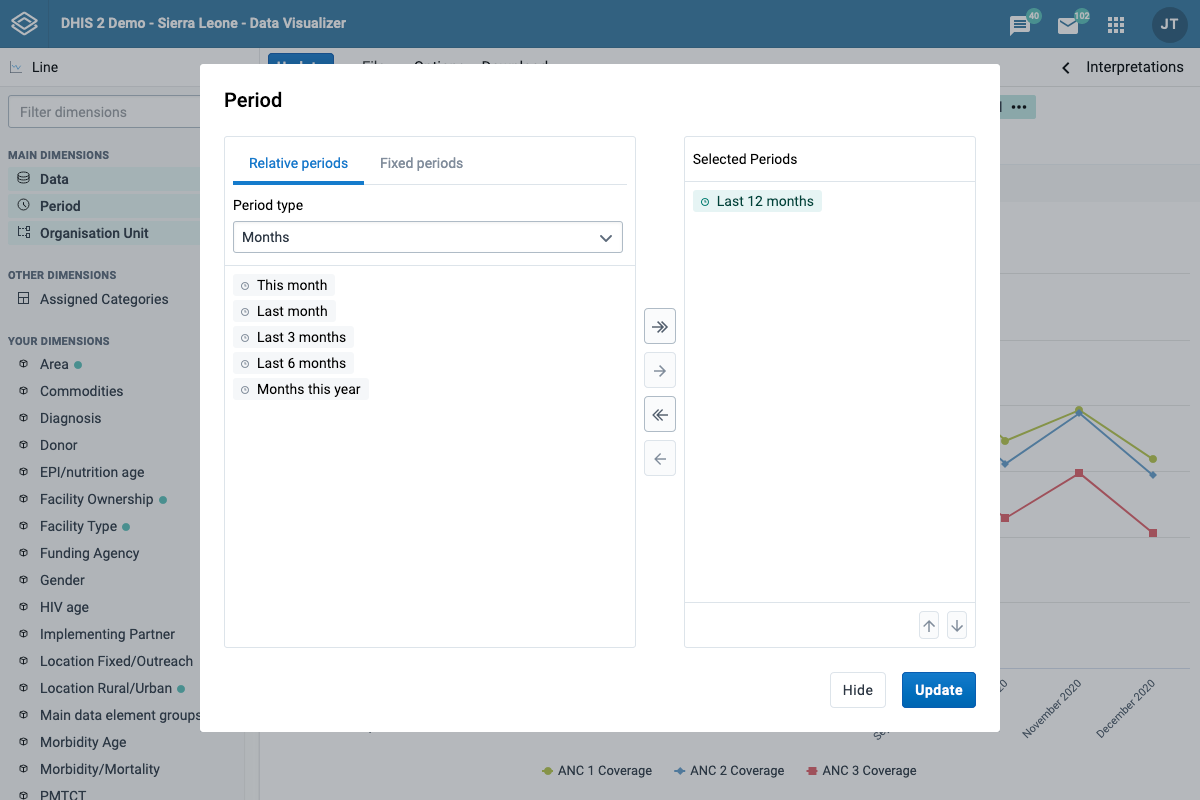 DHIS 2 Demo - Sierra Leone - Data Visualizer
40
102
JT
Line
Interpretations
Filter dimensions
MAIN DIMENSIONS
Data
Period
Organisation Unit
OTHER DIMENSIONS
Assigned Categories
YOUR DIMENSIONS
Area
Commodities
Diagnosis
Donor
EPI/nutrition age
Facility Ownership
Facility Type
Funding Agency
Gender
HIV age
Implementing Partner
Location Fixed/Outreach
Location Rural/Urban
Main data element groups
Morbidity Age
Morbidity/Mortality
PMTCT
Period
Relative periods
Fixed periods
Period type
Months
This month
Last month
Last 3 months
Last 6 months
Months this year
Selected Periods
Last 12 months
Hide
Update
November 2020
December 2020
ANC 1 Coverage
ANC 2 Coverage
ANC 3 Coverage